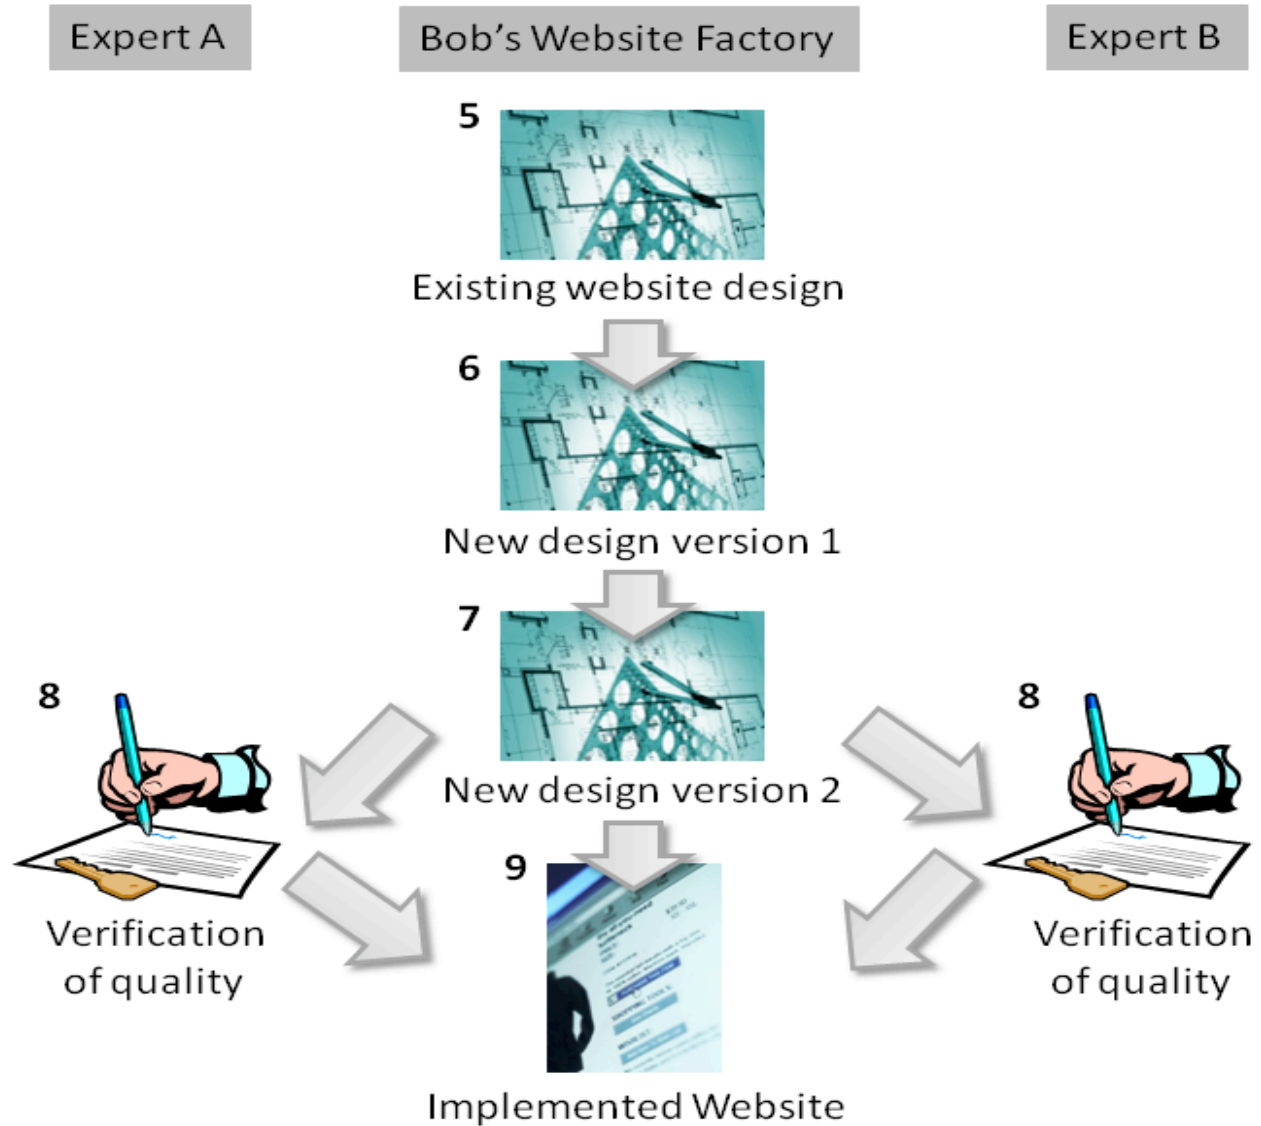 Expert A
Bob's Website Factory
Expert B
5
Existing website design
6
New design version 1
7
New design version 2
8
Verification
of quality
8
Verification
of quality
9
Implemented Website